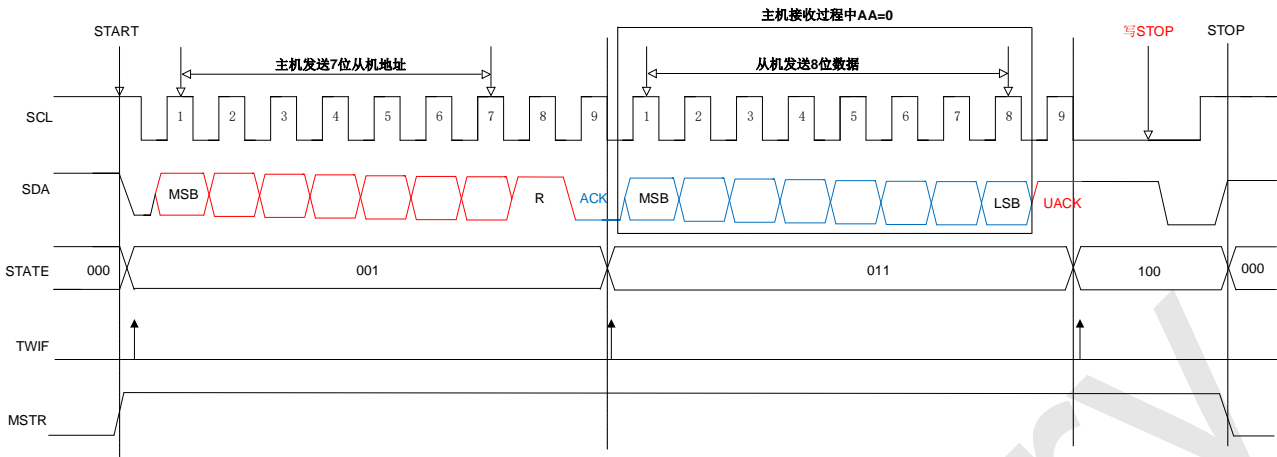 主机接收过程中AA=0
START
写STOP
STOP
主机发送7位从机地址
从机发送8位数据
SCL
1 2 3 4 5 6 7 8 9 1 2 3 4 5 6 7 8 9
SDA
MSB R ACK MSB LSB UACK
STATE
000 001 011 100 000
TWIF
MSTR